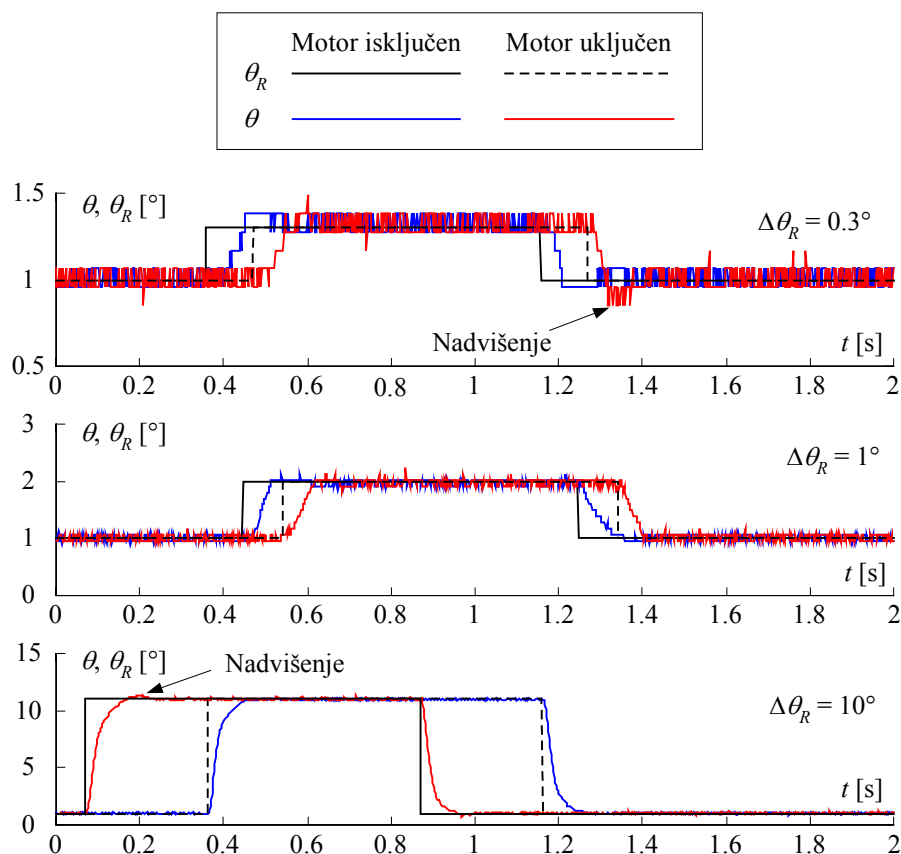 Motor isključen Motor uključen
θR
θ
θ, θR [°]
ΔθR = 0.3°
1.5
1
0.5
Nadvišenje
t [s]
0 0.2 0.4 0.6 0.8 1 1.2 1.4 1.6 1.8 2
θ, θR [°]
ΔθR = 1°
3
2
1
0
t [s]
0 0.2 0.4 0.6 0.8 1 1.2 1.4 1.6 1.8 2
θ, θR [°]
Nadvišenje
ΔθR = 10°
15
10
5
0
t [s]
0 0.2 0.4 0.6 0.8 1 1.2 1.4 1.6 1.8 2